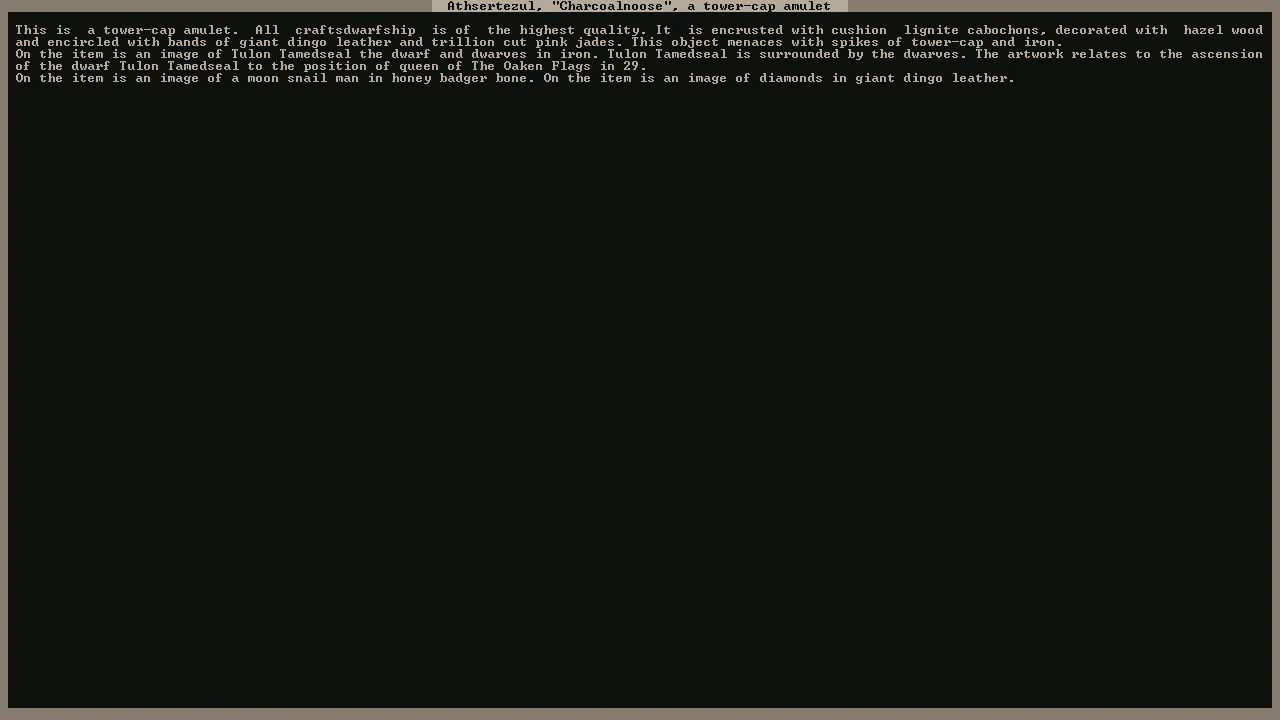 Athsertezul, "Charcoalnoose", a tower-cap amulet
This is a tower-cap amulet. All craftsdwarfship is of the highest quality. It is encrusted with cushion lignite cabochons, decorated with hazel wood
and encircled with bands of giant dingo leather and trillion cut pink jades. This object menaces with spikes of tower-cap and iron.
On the item is an image of Tulon Tamedseal the dwarf and dwarves in iron. Tulon Tamedseal is surrounded by the dwarves. The artwork relates to the ascension
of the dwarf Tulon Tamedseal to the position of queen of The Oaken Flags in 29.
On the item is an image of a moon snail man in honey badger bone. On the item is an image of diamonds in giant dingo leather.